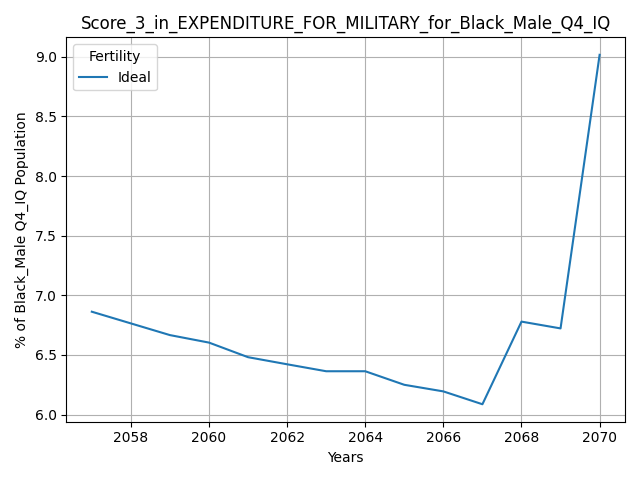 Score_3_in_EXPENDITURE_FOR_MILITARY_for_Black_Male_Q4_IQ
Fertility
Ideal
% of Black_Male Q4_IQ Population
9.0
8.5
8.0
7.5
7.0
6.5
6.0
2058 2060 2062 2064 2066 2068 2070
Years